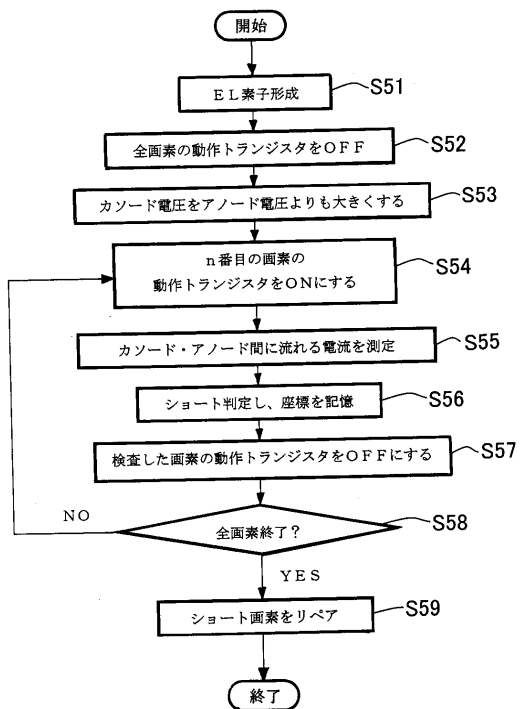 開始
EL素子形成
S51
全画素の動作トランジスタをOFF
S52
カソード電圧をアノード電圧よりも大きくする
S53
n番目の画素の
動作トランジスタをONにする
S54
カソード・アノード間に流れる電流を測定
S55
ショート判定し、座標を記憶
S56
検査した画素の動作トランジスタをOFFにする
S57
NO
全画素終了?
S58
YES
ショート画素をリペア
S59
終了